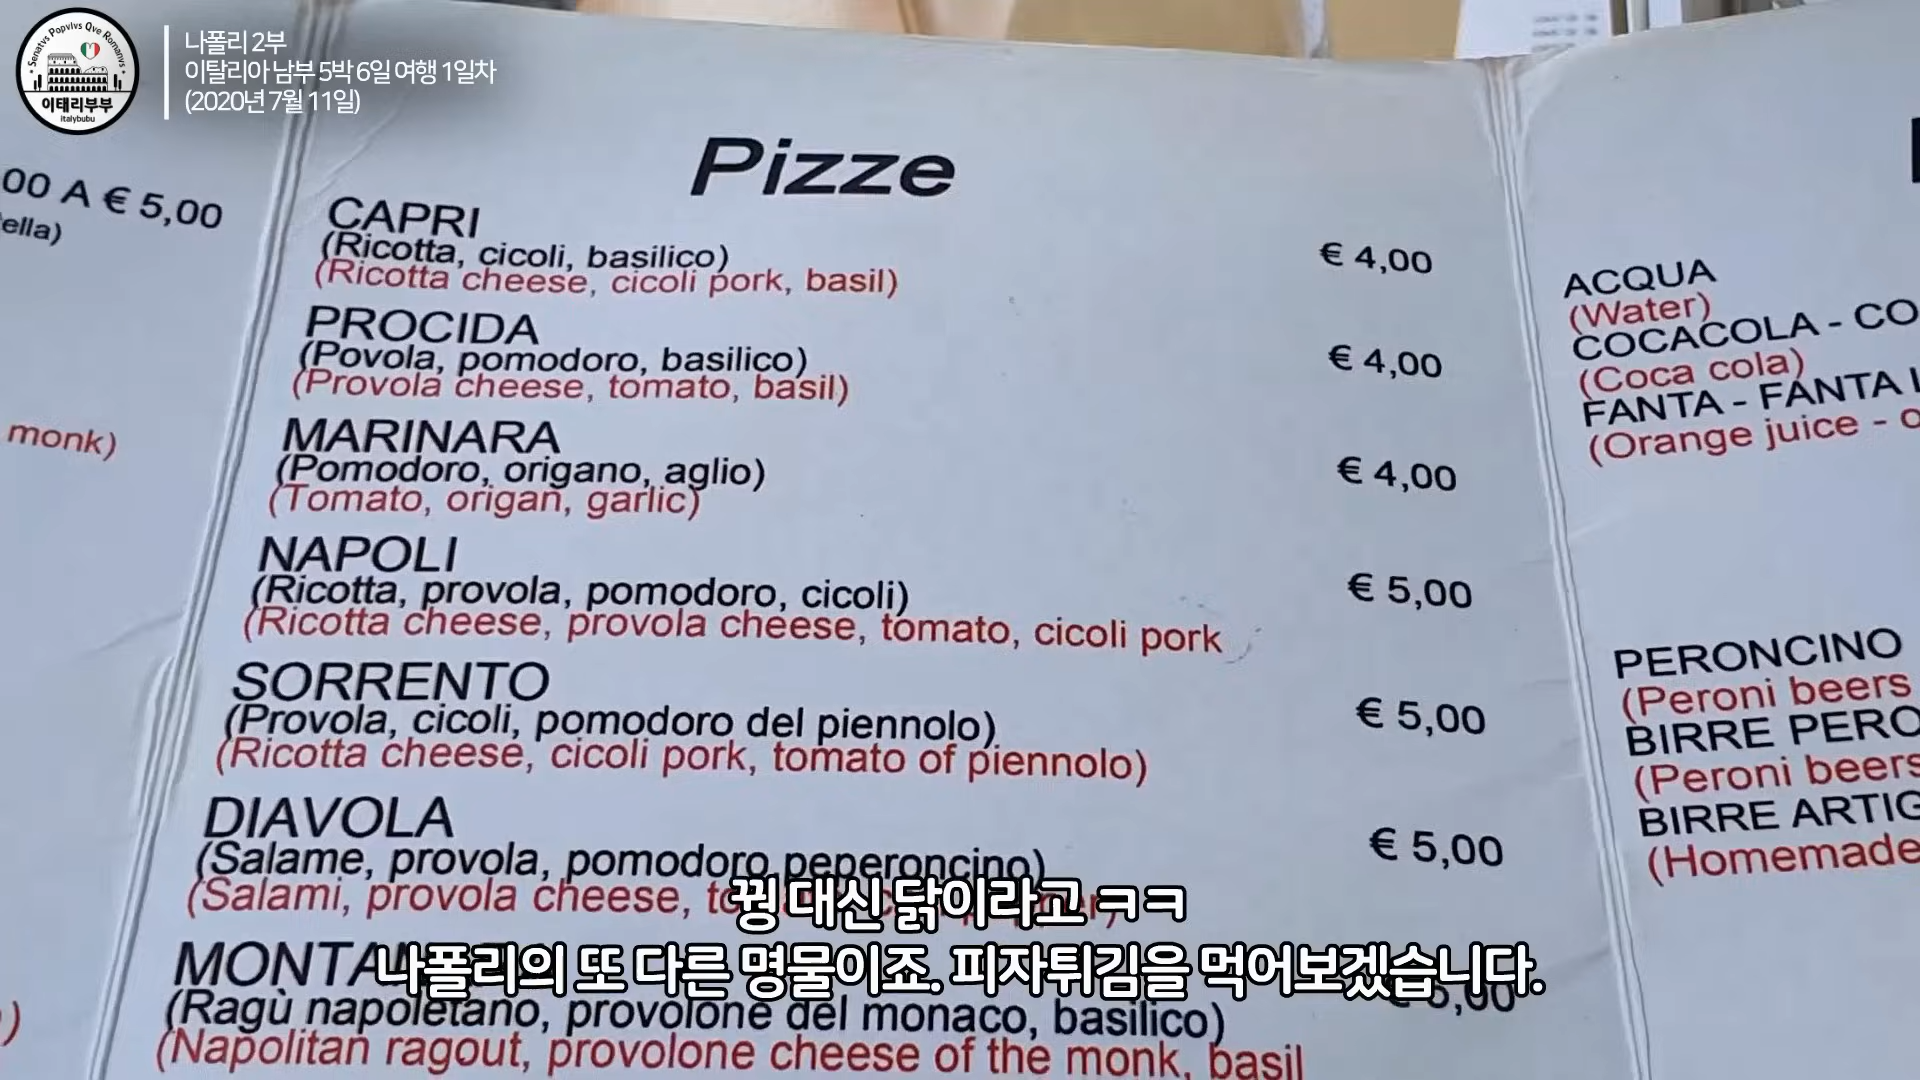 Senatvs Popvlvs Qve Romanvs
이태리부부
italybubu
나폴리 2부
이탈리아 남부 5박 6일 여행 1일차
(2020년 7월 11일)
00 A € 5,00
ella)
monk)
)
Pizze
CAPRI
(Ricotta, cicoli, basilico) € 4,00
(Ricotta cheese, cicoli pork, basil)
PROCIDA
(Povola, pomodoro, basilico) € 4,00
(Provola cheese, tomato, basil)
MARINARA
(Pomodoro, origano, aglio) € 4,00
(Tomato, origan, garlic)
NAPOLI
(Ricotta, provola, pomodoro, cicoli) € 5,00
(Ricotta cheese, provola cheese, tomato, cicoli pork
SORRENTO
(Provola, cicoli, pomodoro del piennolo) € 5,00
(Ricotta cheese, cicoli pork, tomato of piennolo)
DIAVOLA
(Salame, provola, pomodoro peperoncino) € 5,00
(Salami, provola cheese,
(Ragù napoletano, provolone del monaco, basilico)
(Napolitan ragout, provolone cheese of the monk, basil
ACQUA
(Water)
COCACOLA - CO
(Coca cola)
FANTA - FANTA
(Orange juice - o
PERONCINO
(Peroni beers
BIRRE PERO
(Peroni beers
BIRRE ARTIG
(Homemade
꿩 대신 닭이라고 ㅋㅋ
나폴리의 또 다른 명물이죠. 피자튀김을 먹어보겠습니다.